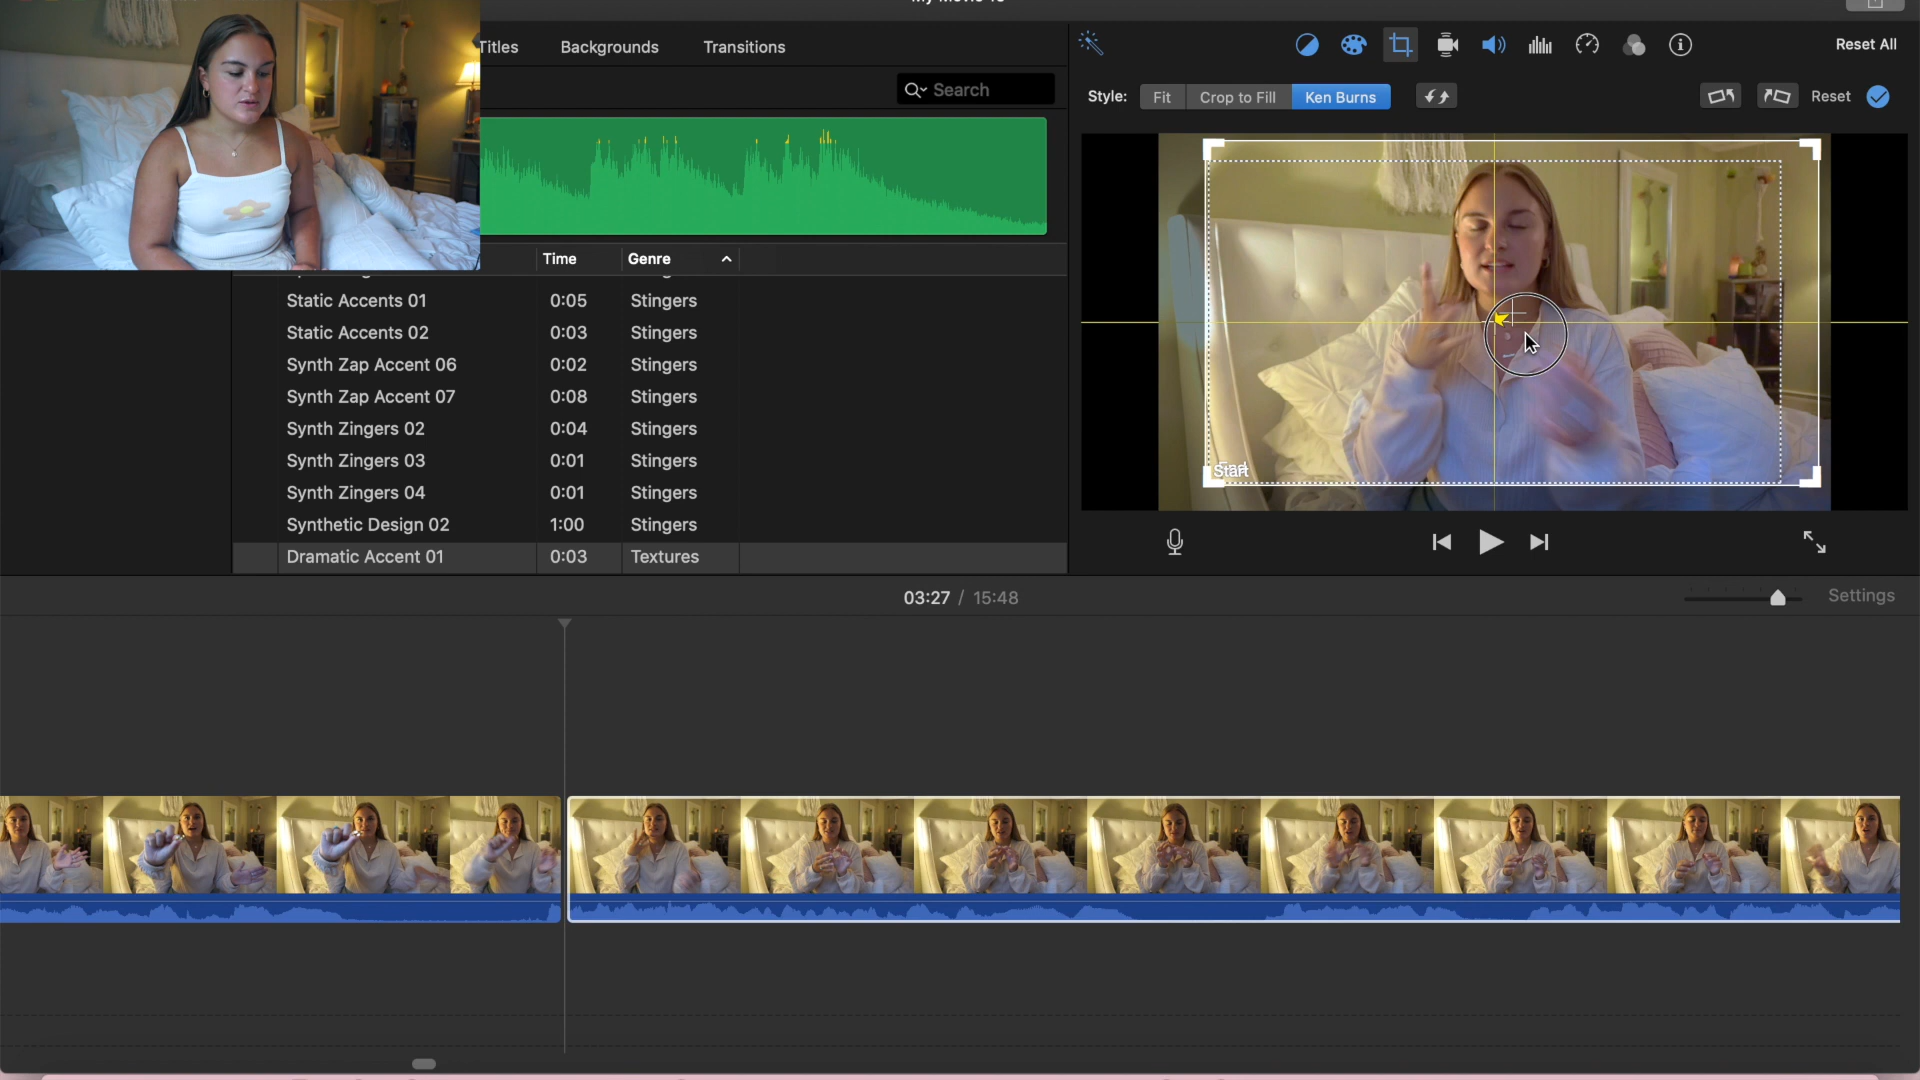 Titles
Backgrounds
Transitions
Reset All
Search
Style:
Fit
Crop to Fill
Ken Burns
Reset
Time
Genre
Static Accents 01 0:05 Stingers
Static Accents 02 0:03 Stingers
Synth Zap Accent 06 0:02 Stingers
Synth Zap Accent 07 0:08 Stingers
Synth Zingers 02 0:04 Stingers
Synth Zingers 03 0:01 Stingers
Synth Zingers 04 0:01 Stingers
Synthetic Design 02 1:00 Stingers
Dramatic Accent 01 0:03 Textures
Start
03:27 / 15:48
Settings